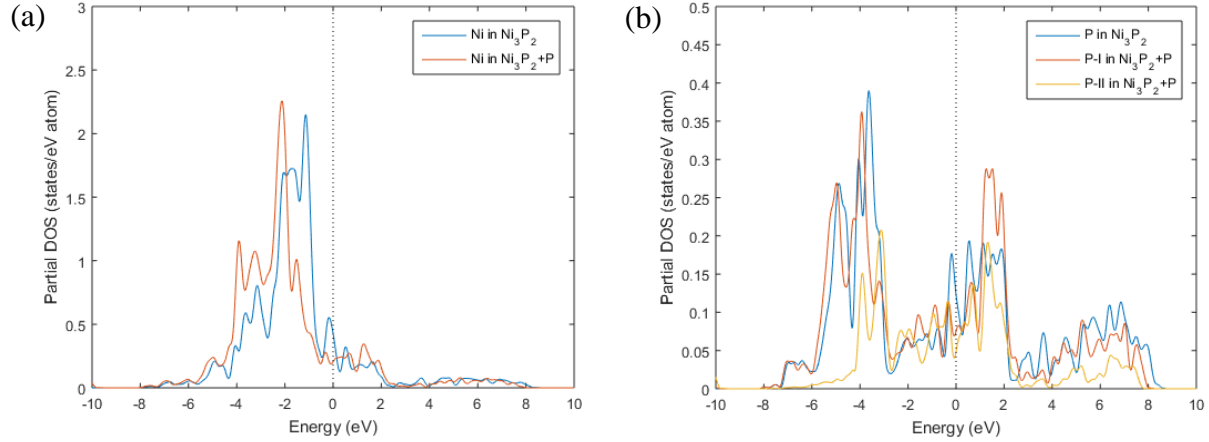 (a)
3
2.5
2
1.5
1
0.5
0
Partial DOS (states/eV atom)
Ni in Ni3P2
Ni in Ni3P2+P
-10 -8 -6 -4 -2 0 2 4 6 8 10
Energy (eV)
(b)
0.5
0.45
0.4
0.35
0.3
0.25
0.2
0.15
0.1
0.05
0
Partial DOS (states/eV atom)
P in Ni3P2
P-I in Ni3P2+P
P-II in Ni3P2+P
-10 -8 -6 -4 -2 0 2 4 6 8 10
Energy (eV)